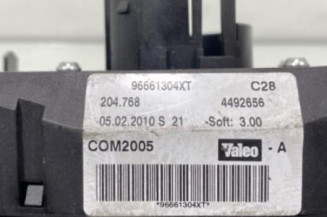 96661304XT C28
204.768 4492656
05.02.2010 S 21 -Soft: 3.00
COM2005 Valeo - A
*96661304XT*